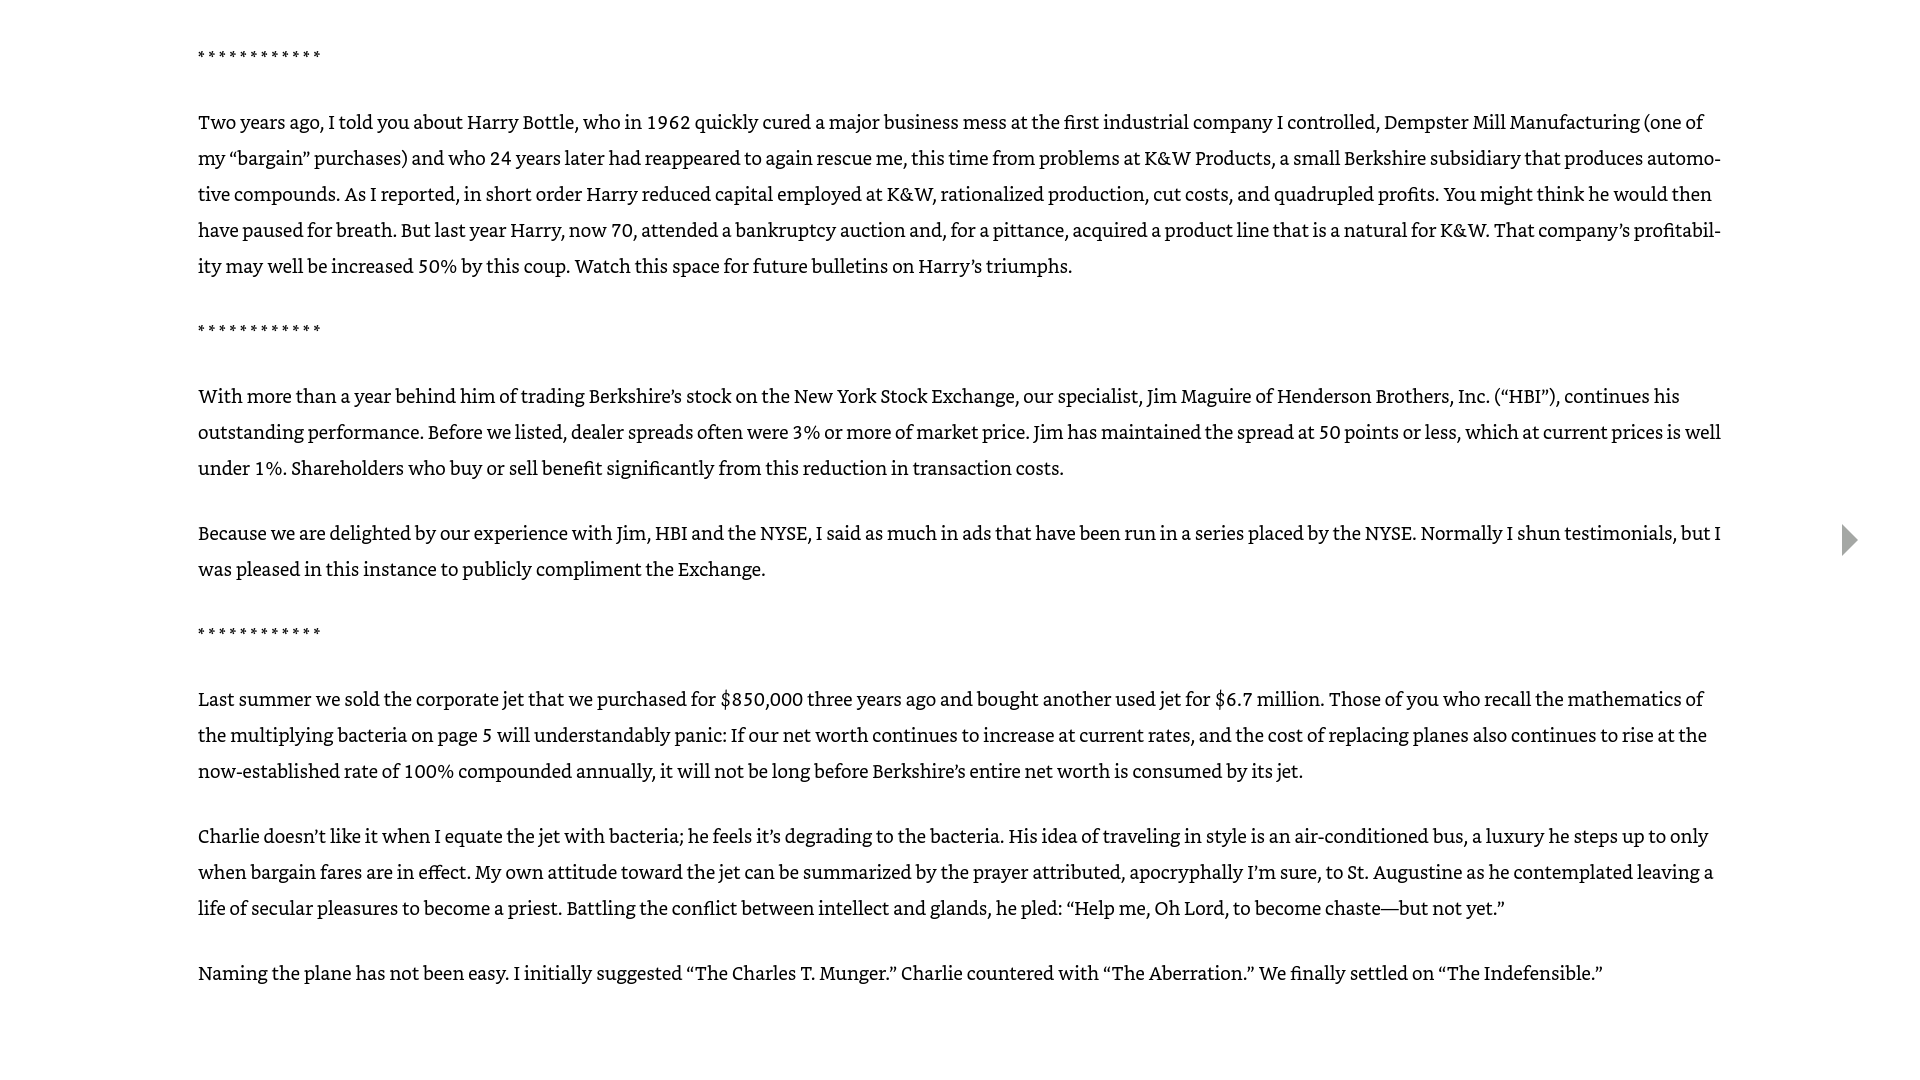 * * * * * * * * * * * *
Two years ago, I told you about Harry Bottle, who in 1962 quickly cured a major business mess at the first industrial company I controlled, Dempster Mill Manufacturing (one of
my “bargain” purchases) and who 24 years later had reappeared to again rescue me, this time from problems at K&W Products, a small Berkshire subsidiary that produces automo-
tive compounds. As I reported, in short order Harry reduced capital employed at K&W, rationalized production, cut costs, and quadrupled profits. You might think he would then
have paused for breath. But last year Harry, now 70, attended a bankruptcy auction and, for a pittance, acquired a product line that is a natural for K&W. That company’s profitabil-
ity may well be increased 50% by this coup. Watch this space for future bulletins on Harry’s triumphs.
* * * * * * * * * * * *
With more than a year behind him of trading Berkshire’s stock on the New York Stock Exchange, our specialist, Jim Maguire of Henderson Brothers, Inc. (“HBI”), continues his
outstanding performance. Before we listed, dealer spreads often were 3% or more of market price. Jim has maintained the spread at 50 points or less, which at current prices is well
under 1%. Shareholders who buy or sell benefit significantly from this reduction in transaction costs.
Because we are delighted by our experience with Jim, HBI and the NYSE, I said as much in ads that have been run in a series placed by the NYSE. Normally I shun testimonials, but I
was pleased in this instance to publicly compliment the Exchange.
* * * * * * * * * * * *
Last summer we sold the corporate jet that we purchased for $850,000 three years ago and bought another used jet for $6.7 million. Those of you who recall the mathematics of
the multiplying bacteria on page 5 will understandably panic: If our net worth continues to increase at current rates, and the cost of replacing planes also continues to rise at the
now-established rate of 100% compounded annually, it will not be long before Berkshire’s entire net worth is consumed by its jet.
Charlie doesn’t like it when I equate the jet with bacteria; he feels it’s degrading to the bacteria. His idea of traveling in style is an air-conditioned bus, a luxury he steps up to only
when bargain fares are in effect. My own attitude toward the jet can be summarized by the prayer attributed, apocryphally I’m sure, to St. Augustine as he contemplated leaving a
life of secular pleasures to become a priest. Battling the conflict between intellect and glands, he pled: “Help me, Oh Lord, to become chaste—but not yet.”
Naming the plane has not been easy. I initially suggested “The Charles T. Munger.” Charlie countered with “The Aberration.” We finally settled on “The Indefensible.”